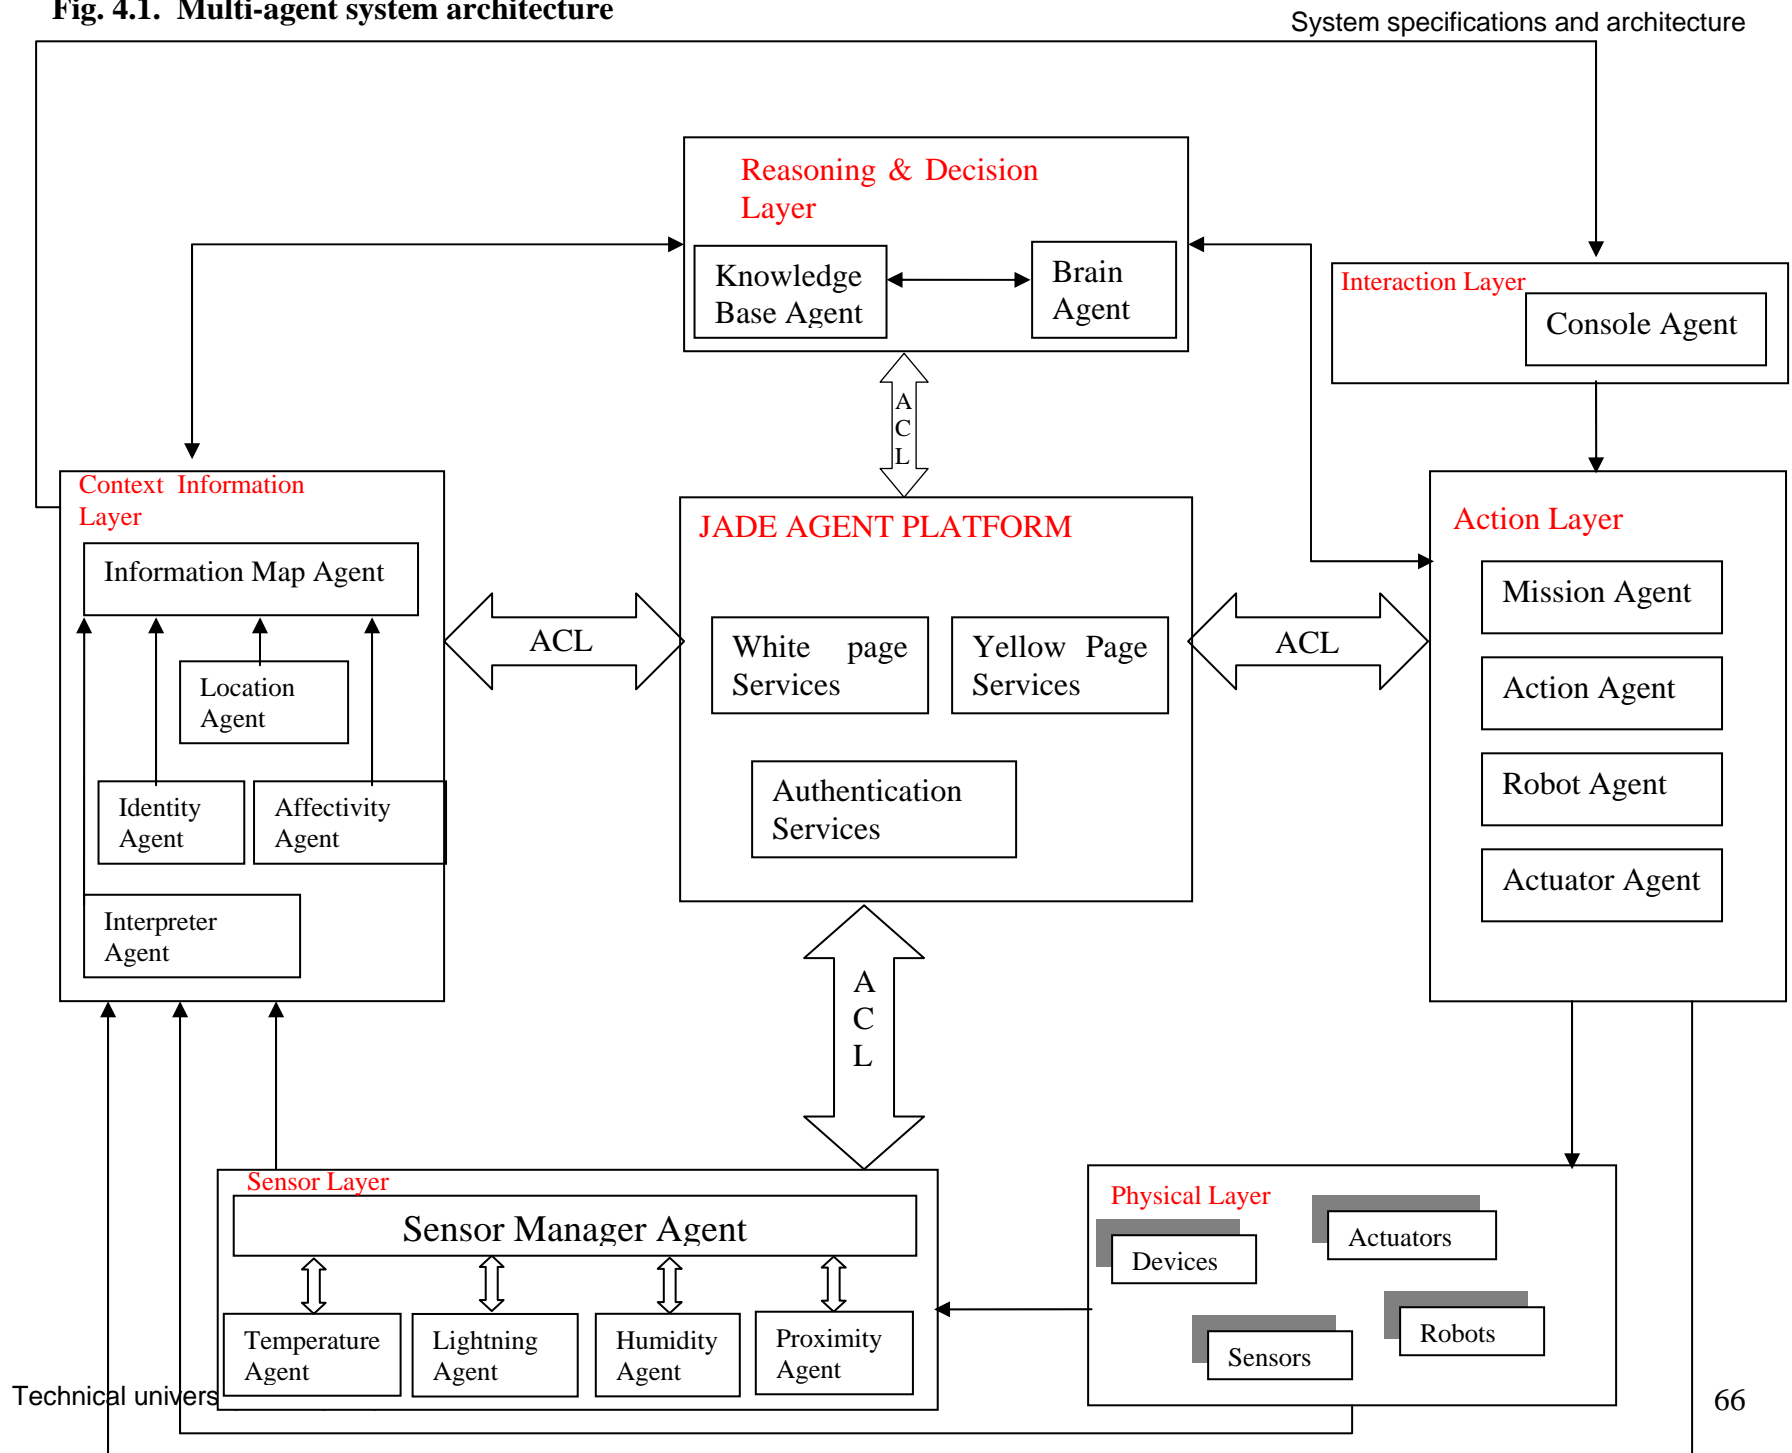 Fig. 4.1. Multi-agent system architecture
System specifications and architecture
Reasoning & Decision
Layer
Knowledge
Base Agent
Brain
Agent
Interaction Layer
Console Agent
A
C
L
Context Information
Layer
Information Map Agent
Location
Agent
Identity
Agent
Affectivity
Agent
Interpreter
Agent
ACL
JADE AGENT PLATFORM
White page
Services
Yellow Page
Services
Authentication
Services
ACL
Action Layer
Mission Agent
Action Agent
Robot Agent
Actuator Agent
A
C
L
Sensor Layer
Sensor Manager Agent
Temperature
Agent
Lightning
Agent
Humidity
Agent
Proximity
Agent
Physical Layer
Devices
Actuators
Sensors
Robots
Technical univers
66